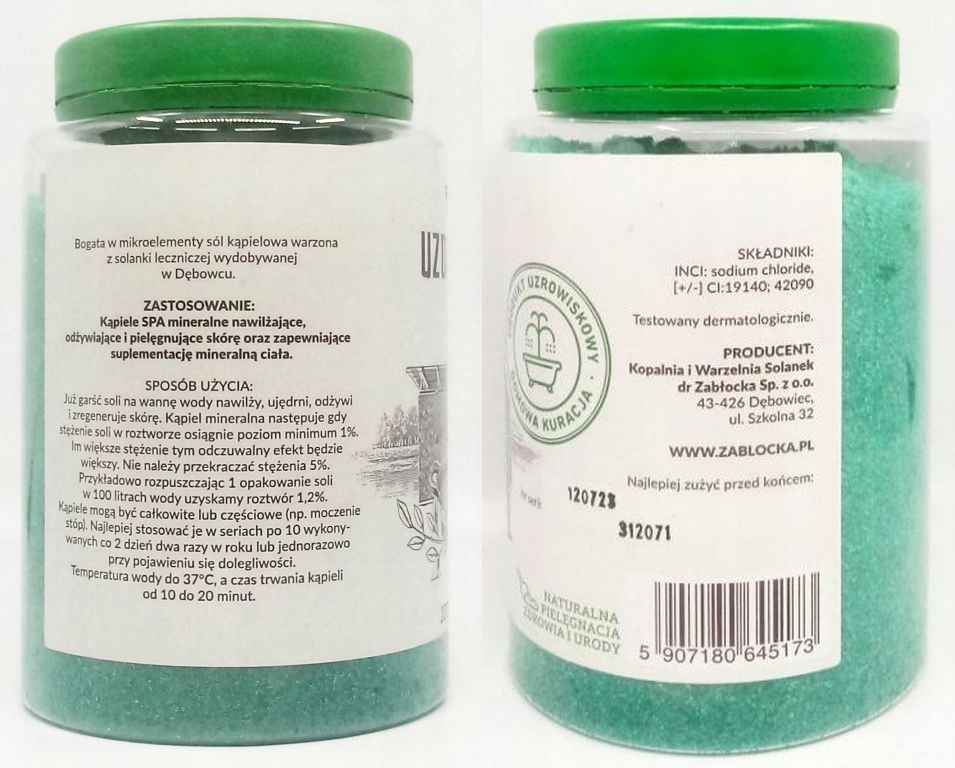 Bogata w mikroelementy sól kąpielowa warzona
z solanki leczniczej wydobywanej
w Dębowcu.
ZASTOSOWANIE:
Kąpiele SPA mineralne nawilżające,
odżywiające i pielęgnujące skórę oraz zapewniające
suplementację mineralną ciała.
SPOSÓB UŻYCIA:
Już garść soli na wannę wody nawilży, ujędrni, odżywi
i zregeneruje skórę. Kąpiel mineralna następuje gdy
stężenie soli w roztworze osiągnie poziom minimum 1%.
Im większe stężenie tym odczuwalny efekt będzie
większy. Nie należy przekraczać stężenia 5%.
Przykładowo rozpuszczając 1 opakowanie soli
w 100 litrach wody uzyskamy roztwór 1,2%.
Kąpiele mogą być całkowite lub częściowe (np. moczenie
stóp). Najlepiej stosować je w seriach po 10 wykony-
wanych co 2 dzień dwa razy w roku lub jednorazowo
przy pojawieniu się dolegliwości.
Temperatura wody do 37°C, a czas trwania kąpieli
od 10 do 20 minut.
UZD
SKŁADNIKI:
INCI: sodium chloride,
[+/-] CI:19140; 42090
Testowany dermatologicznie.
PRODUCENT:
Kopalnia i Warzelnia Solanek
dr Zabłocka Sp. z o.o.
43-426 Dębowiec,
ul. Szkolna 32
WWW.ZABLOCKA.PL
Najlepiej zużyć przed końcem:
120723
312071
UZROWISKOWY
KURACJA
NATURALNA
PIELĘGNACJA
ZDROWIA I URODY
5 907180 645173